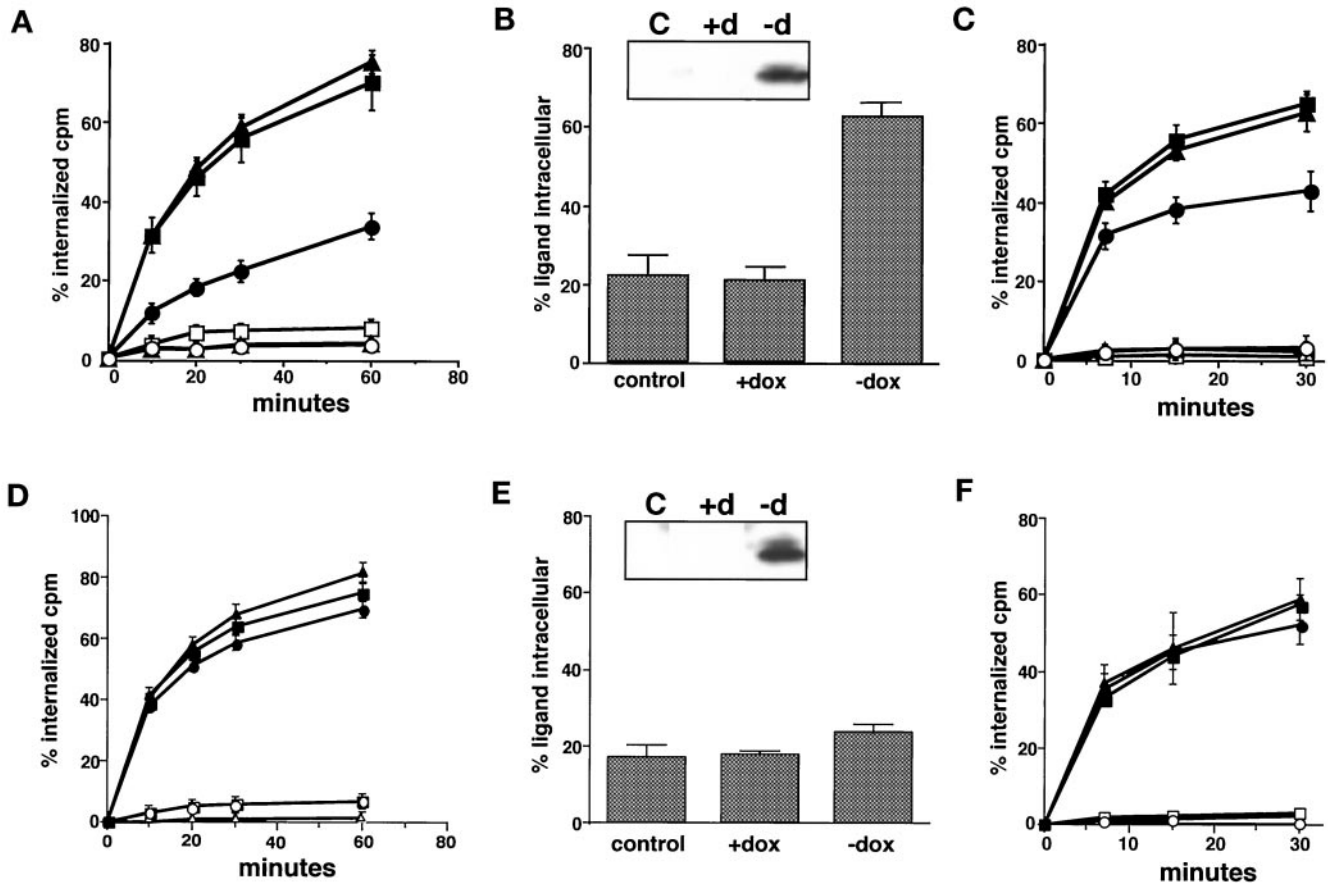 A
% internalized cpm
80
60
40
20
0
0 20 40 60 80
minutes
B
% ligand intracellular
C +d -d
80
60
40
20
0
control +dox -dox
C
% internalized cpm
80
60
40
20
0
0 10 20 30
minutes
D
% internalized cpm
100
80
60
40
20
0
0 20 40 60 80
minutes
E
% ligand intracellular
C +d -d
80
60
40
20
0
control +dox -dox
F
% internalized cpm
80
60
40
20
0
0 10 20 30
minutes